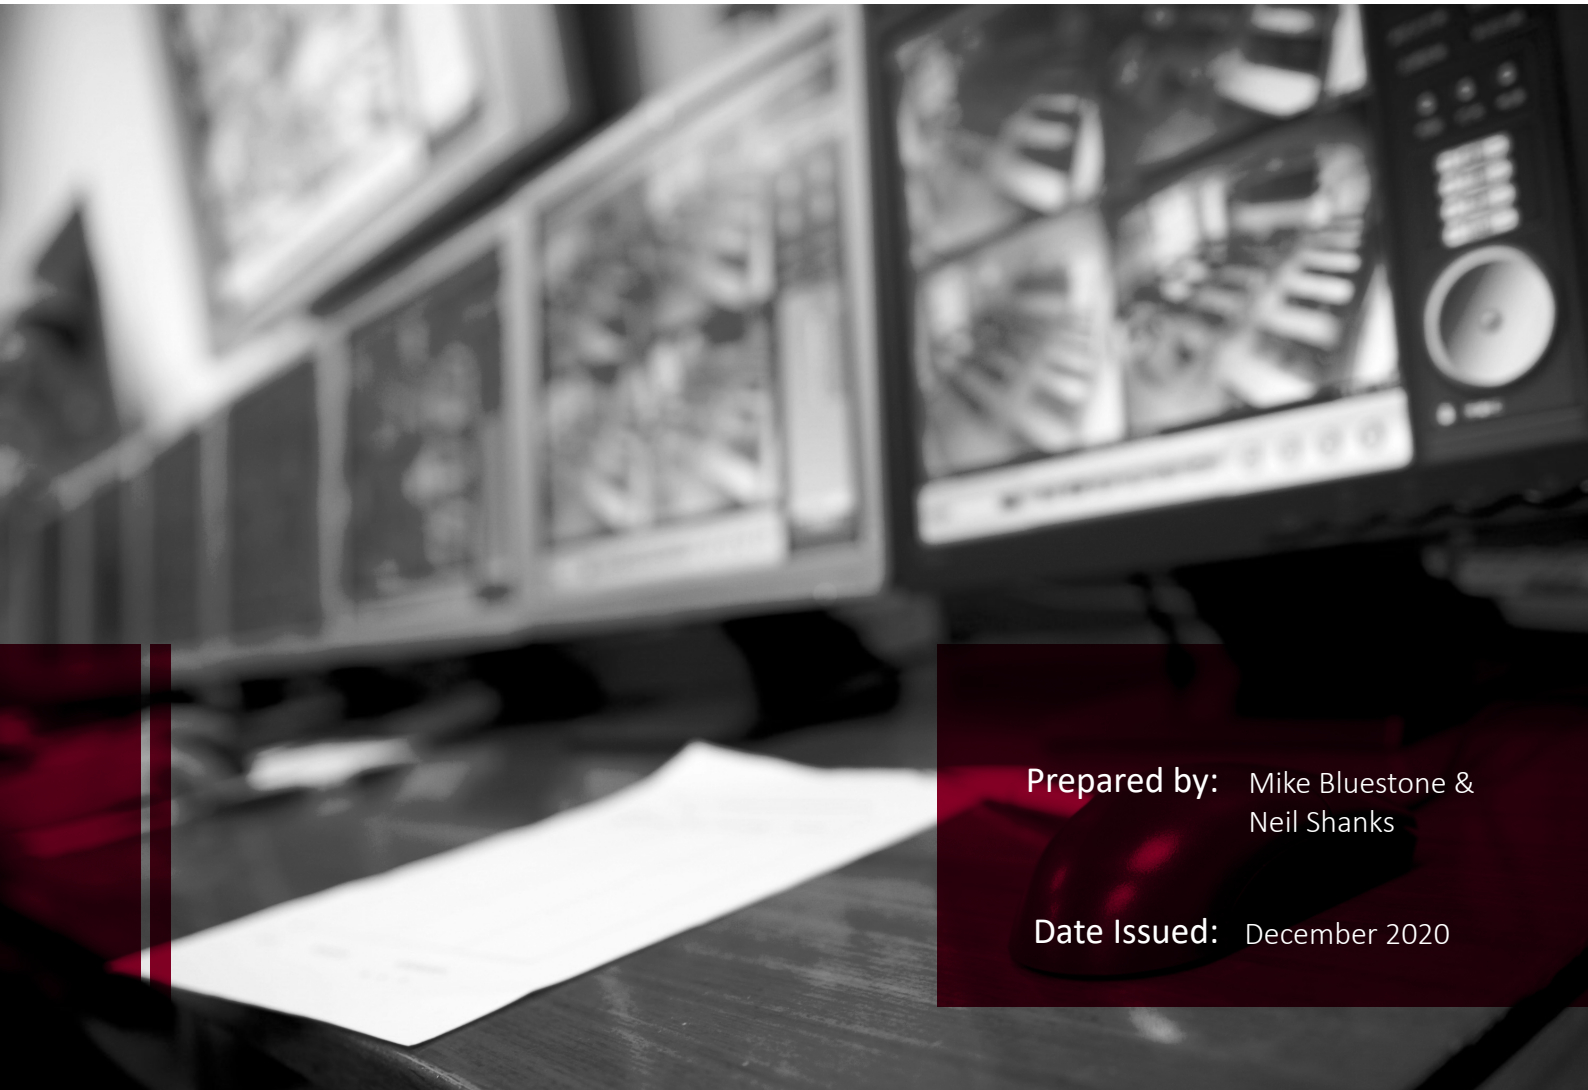 Prepared by: Mike Bluestone &
Neil Shanks
Date Issued: December 2020